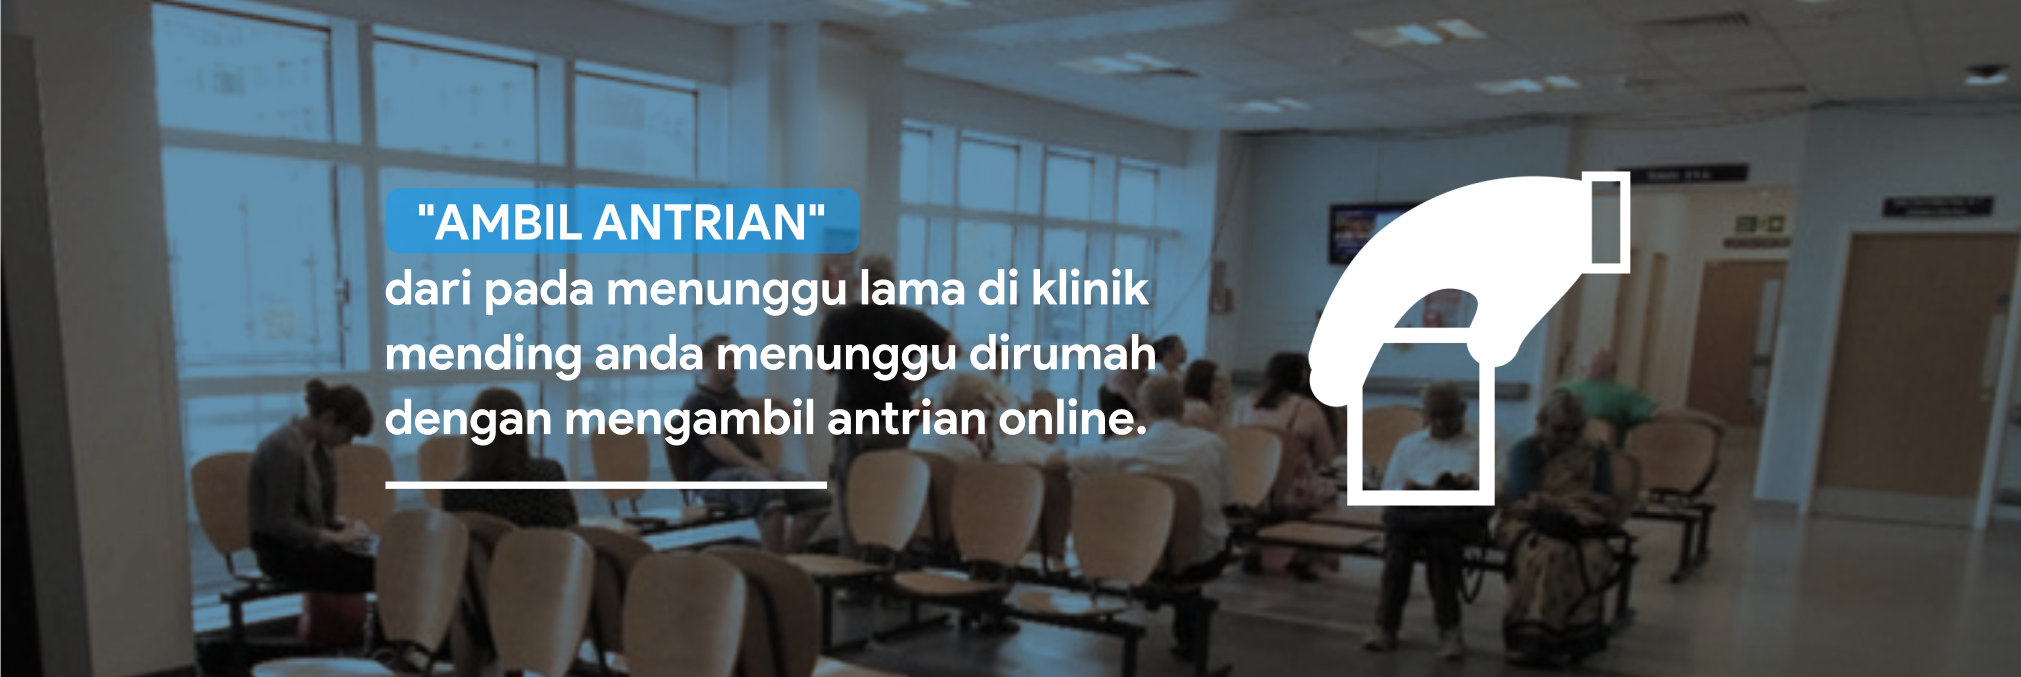 "AMBIL ANTRIAN"
dari pada menunggu lama di klinik
mending anda menunggu dirumah
dengan mengambil antrian online.